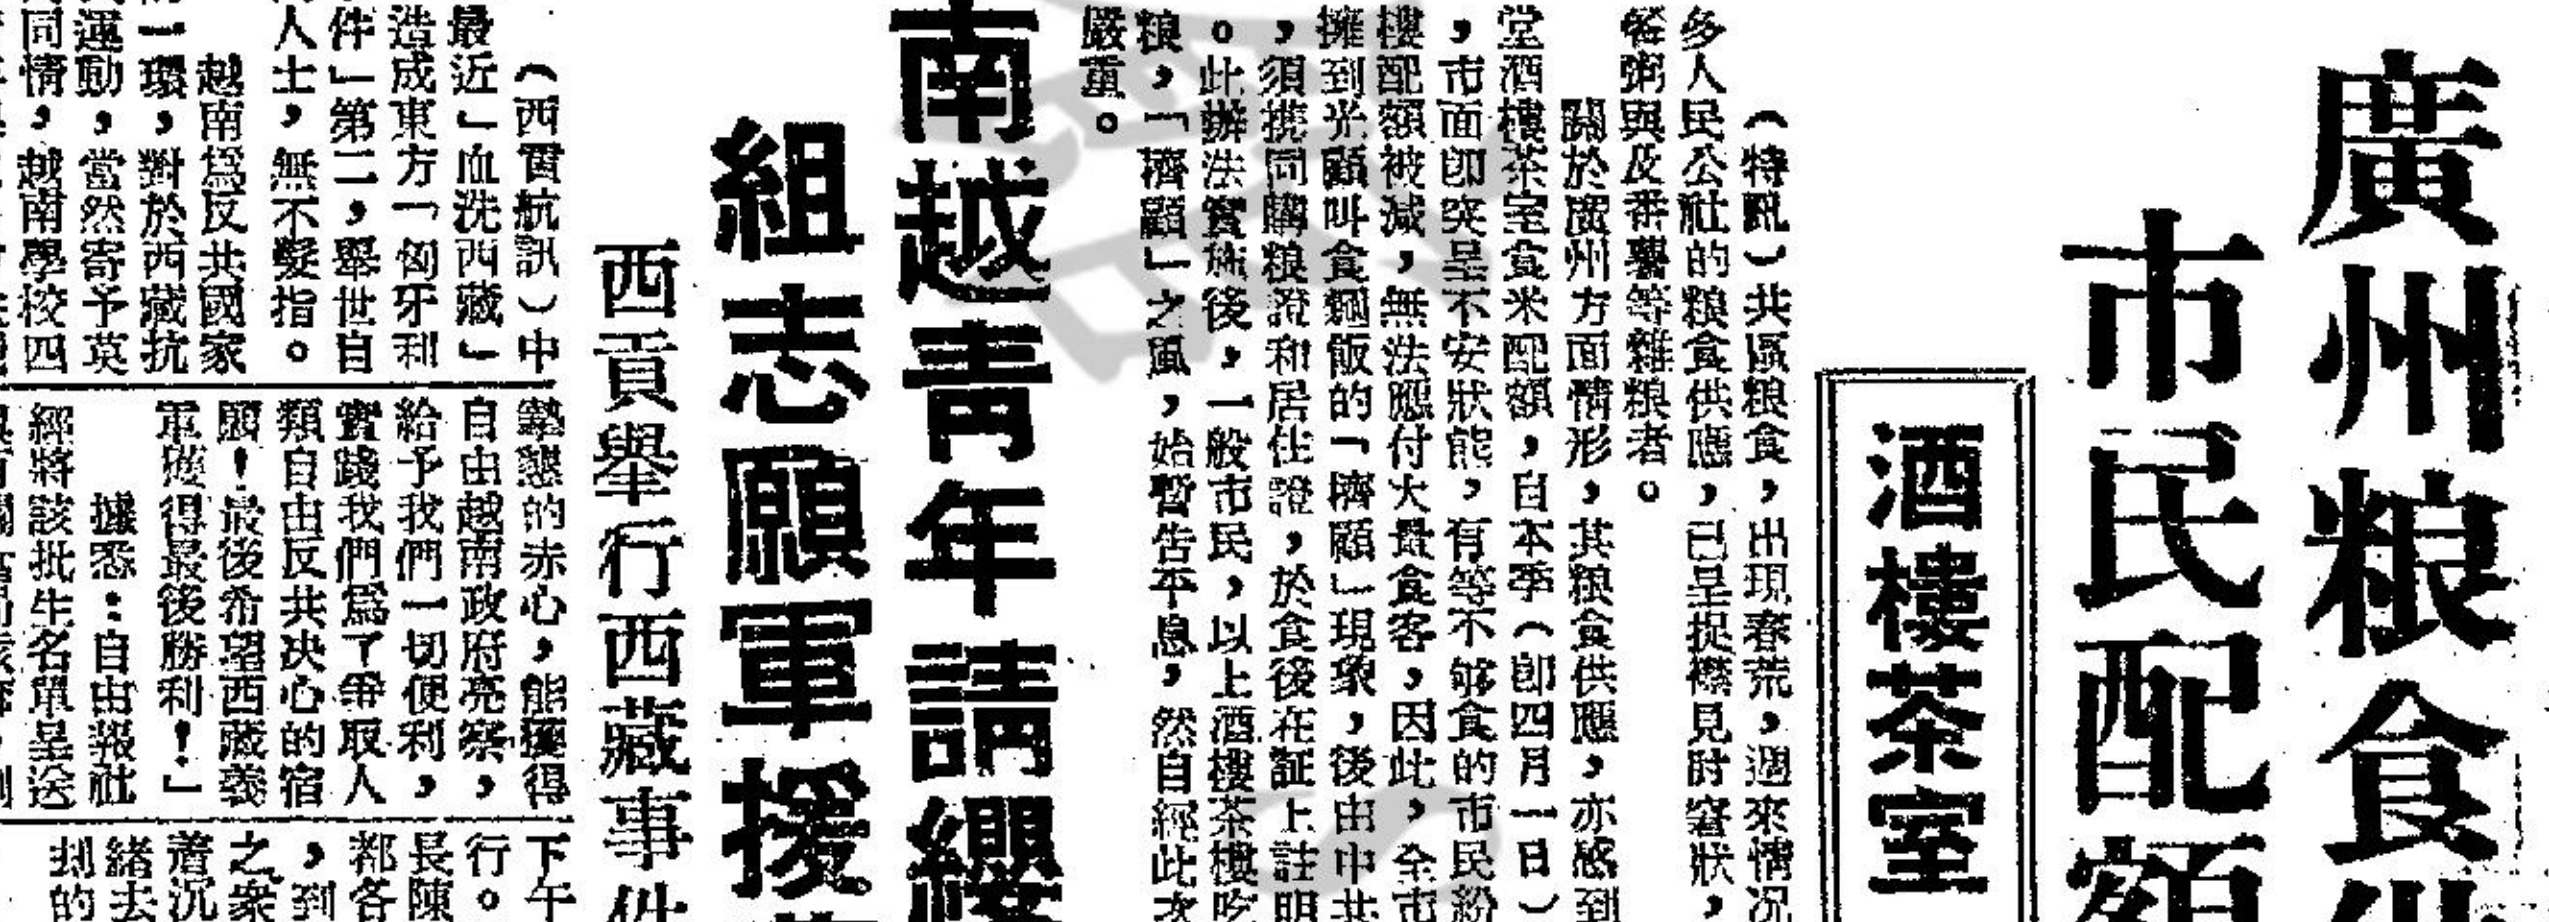 廣州粮食供
市民配額
酒樓茶室
（特訊）共區粮食，出現春荒，週來情况
多人民公社的粮食供應，已呈捉襟見肘窘狀，
餐粥與及番薯等雜粮者。
關於廣州方面情形，其粮食供應，亦感到
堂酒樓茶室食米配額，自本季（卽四月一日）
，市面卽突呈不安狀態，有等不够食的市民紛
樓配額被减，無法應付大量食客，因此，全市
擁到光顧叫食鍋飯的「擠顧」現象，後由中共
，須携同購粮證和居住證，於食後在証上註明
。此辦法實施後，一般市民，以上酒樓茶樓吃
粮，「擠顧」之風，始暫告平息，然自經此次
嚴重。
南越青年請纓
組志願軍援
西貢舉行西藏事件
（西貢航訊）中
最近「血洗西藏」
造成東方「匈牙利
件」第二，舉世自
人士，無不髮指。
越南爲反共國家
一環，對於西藏抗
運動，當然寄予莫
同情，越南學校四
摯懇的赤心，能獲得
自由越南政府亮察，
給予我們一切便利，
實踐我們爲了爭取人
類自由反共决心的宿
願！最後希望西藏義
軍獲得最後勝利！」
據悉：自由報社
經將該批生名單呈送
下午
行。
長陳
都各
，到
之衆
着沉
緒去
的